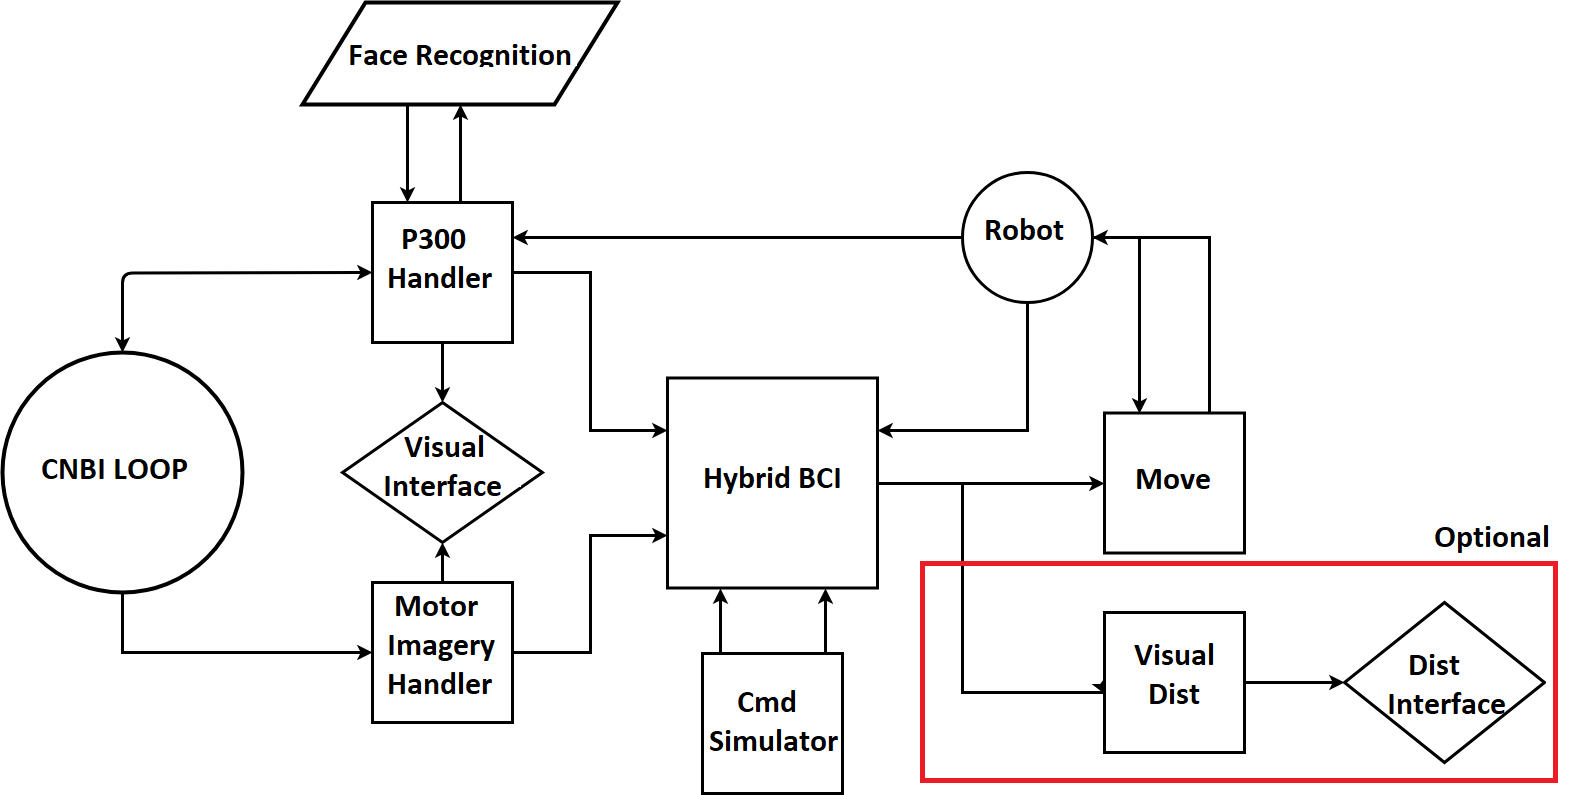 Face Recognition
P300
Handler
Robot
CNBI LOOP
Visual
Interface
Hybrid BCI
Move
Optional
Motor
Imagery
Handler
Cmd
Simulator
Visual
Dist
Dist
Interface